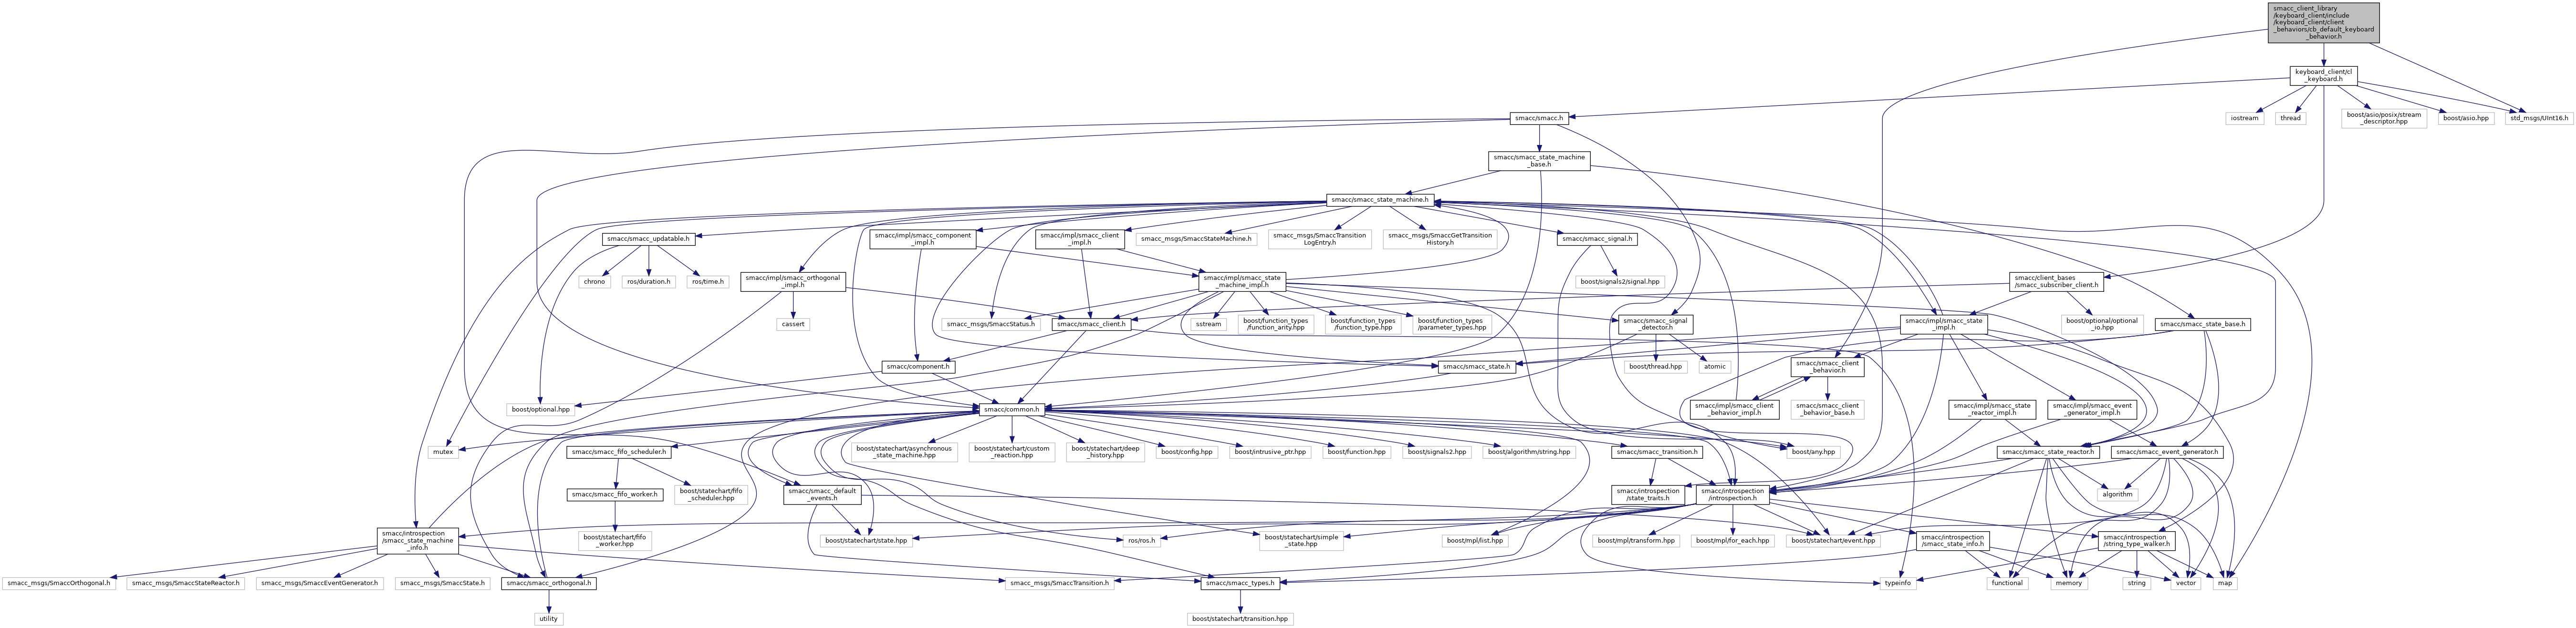 smacc_client_library
/keyboard_client/include
/keyboard_client/client
_behaviors/cb_default_keyboard
_behavior.h
keyboard_client/cl
_keyboard.h
smacc/smacc.h
iostream
thread
boost/asio/posix/stream
_descriptor.hpp
boost/asio.hpp
std_msgs/UInt16.h
smacc/smacc_state_machine
_base.h
smacc/smacc_state_machine.h
smacc/smacc_updatable.h
smacc/impl/smacc_component
_impl.h
smacc/impl/smacc_client
_impl.h
smacc_msgs/SmaccStateMachine.h
smacc_msgs/SmaccTransition
LogEntry.h
smacc_msgs/SmaccGetTransition
History.h
smacc/smacc_signal.h
chrono
ros/duration.h
ros/time.h
smacc/impl/smacc_orthogonal
_impl.h
smacc/impl/smacc_state
_machine_impl.h
boost/signals2/signal.hpp
smacc/client_bases
/smacc_subscriber_client.h
cassert
smacc_msgs/SmaccStatus.h
smacc/smacc_client.h
sstream
boost/function_types
/function_arity.hpp
boost/function_types
/function_type.hpp
boost/function_types
/parameter_types.hpp
smacc/smacc_signal
_detector.h
smacc/impl/smacc_state
_impl.h
boost/optional/optional
_io.hpp
smacc/smacc_state_base.h
smacc/component.h
smacc/smacc_state.h
boost/thread.hpp
atomic
smacc/smacc_client
_behavior.h
boost/optional.hpp
smacc/common.h
smacc/impl/smacc_client
_behavior_impl.h
smacc/smacc_client
_behavior_base.h
smacc/impl/smacc_state
_reactor_impl.h
smacc/impl/smacc_event
_generator_impl.h
mutex
smacc/smacc_fifo_scheduler.h
boost/statechart/asynchronous
_state_machine.hpp
boost/statechart/custom
_reaction.hpp
boost/statechart/deep
_history.hpp
boost/config.hpp
boost/intrusive_ptr.hpp
boost/function.hpp
boost/signals2.hpp
boost/algorithm/string.hpp
smacc/smacc_transition.h
boost/any.hpp
smacc/smacc_state_reactor.h
smacc/smacc_event_generator.h
smacc/smacc_fifo_worker.h
boost/statechart/fifo
_scheduler.hpp
smacc/smacc_default
_events.h
smacc/introspection
/state_traits.h
smacc/introspection
/introspection.h
algorithm
smacc/introspection
/smacc_state_machine
_info.h
boost/statechart/fifo
_worker.hpp
boost/statechart/state.hpp
ros/ros.h
boost/statechart/simple
_state.hpp
boost/mpl/list.hpp
boost/mpl/transform.hpp
boost/mpl/for_each.hpp
boost/statechart/event.hpp
smacc/introspection
/smacc_state_info.h
smacc/introspection
/string_type_walker.h
smacc_msgs/SmaccOrthogonal.h
smacc_msgs/SmaccStateReactor.h
smacc_msgs/SmaccEventGenerator.h
smacc_msgs/SmaccState.h
smacc/smacc_orthogonal.h
smacc_msgs/SmaccTransition.h
smacc/smacc_types.h
typeinfo
functional
memory
string
vector
map
utility
boost/statechart/transition.hpp